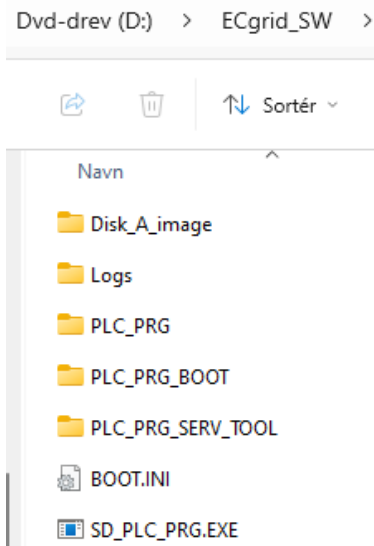 Dvd-drev (D:) > ECgrid_SW >
Sortér
Navn
Disk_A_image
Logs
PLC_PRG
PLC_PRG_BOOT
PLC_PRG_SERV_TOOL
BOOT.INI
SD_PLC_PRG.EXE